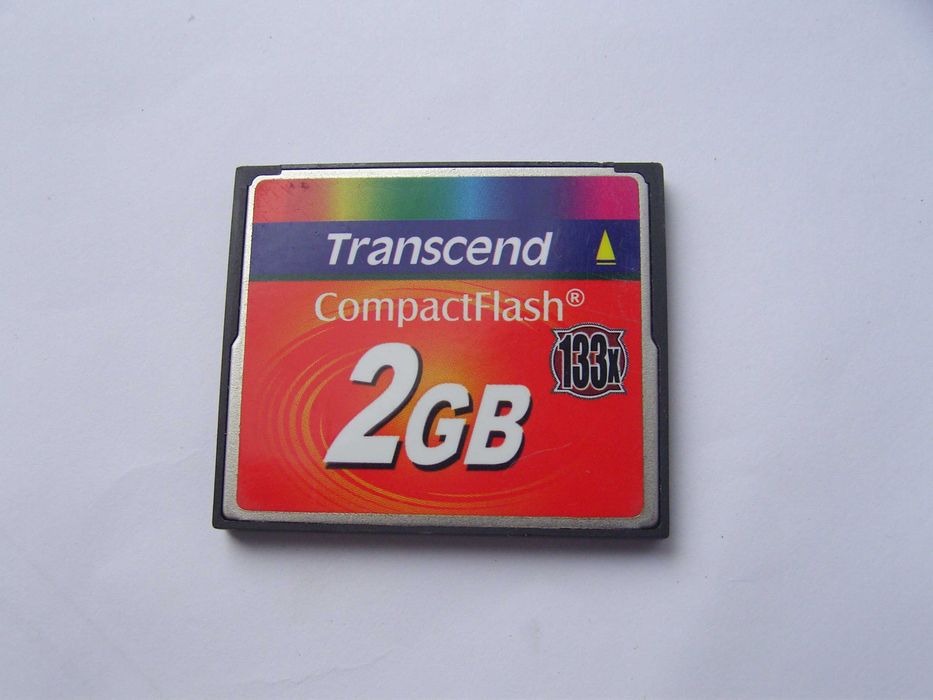 Transcend
CompactFlash®
133x
2GB